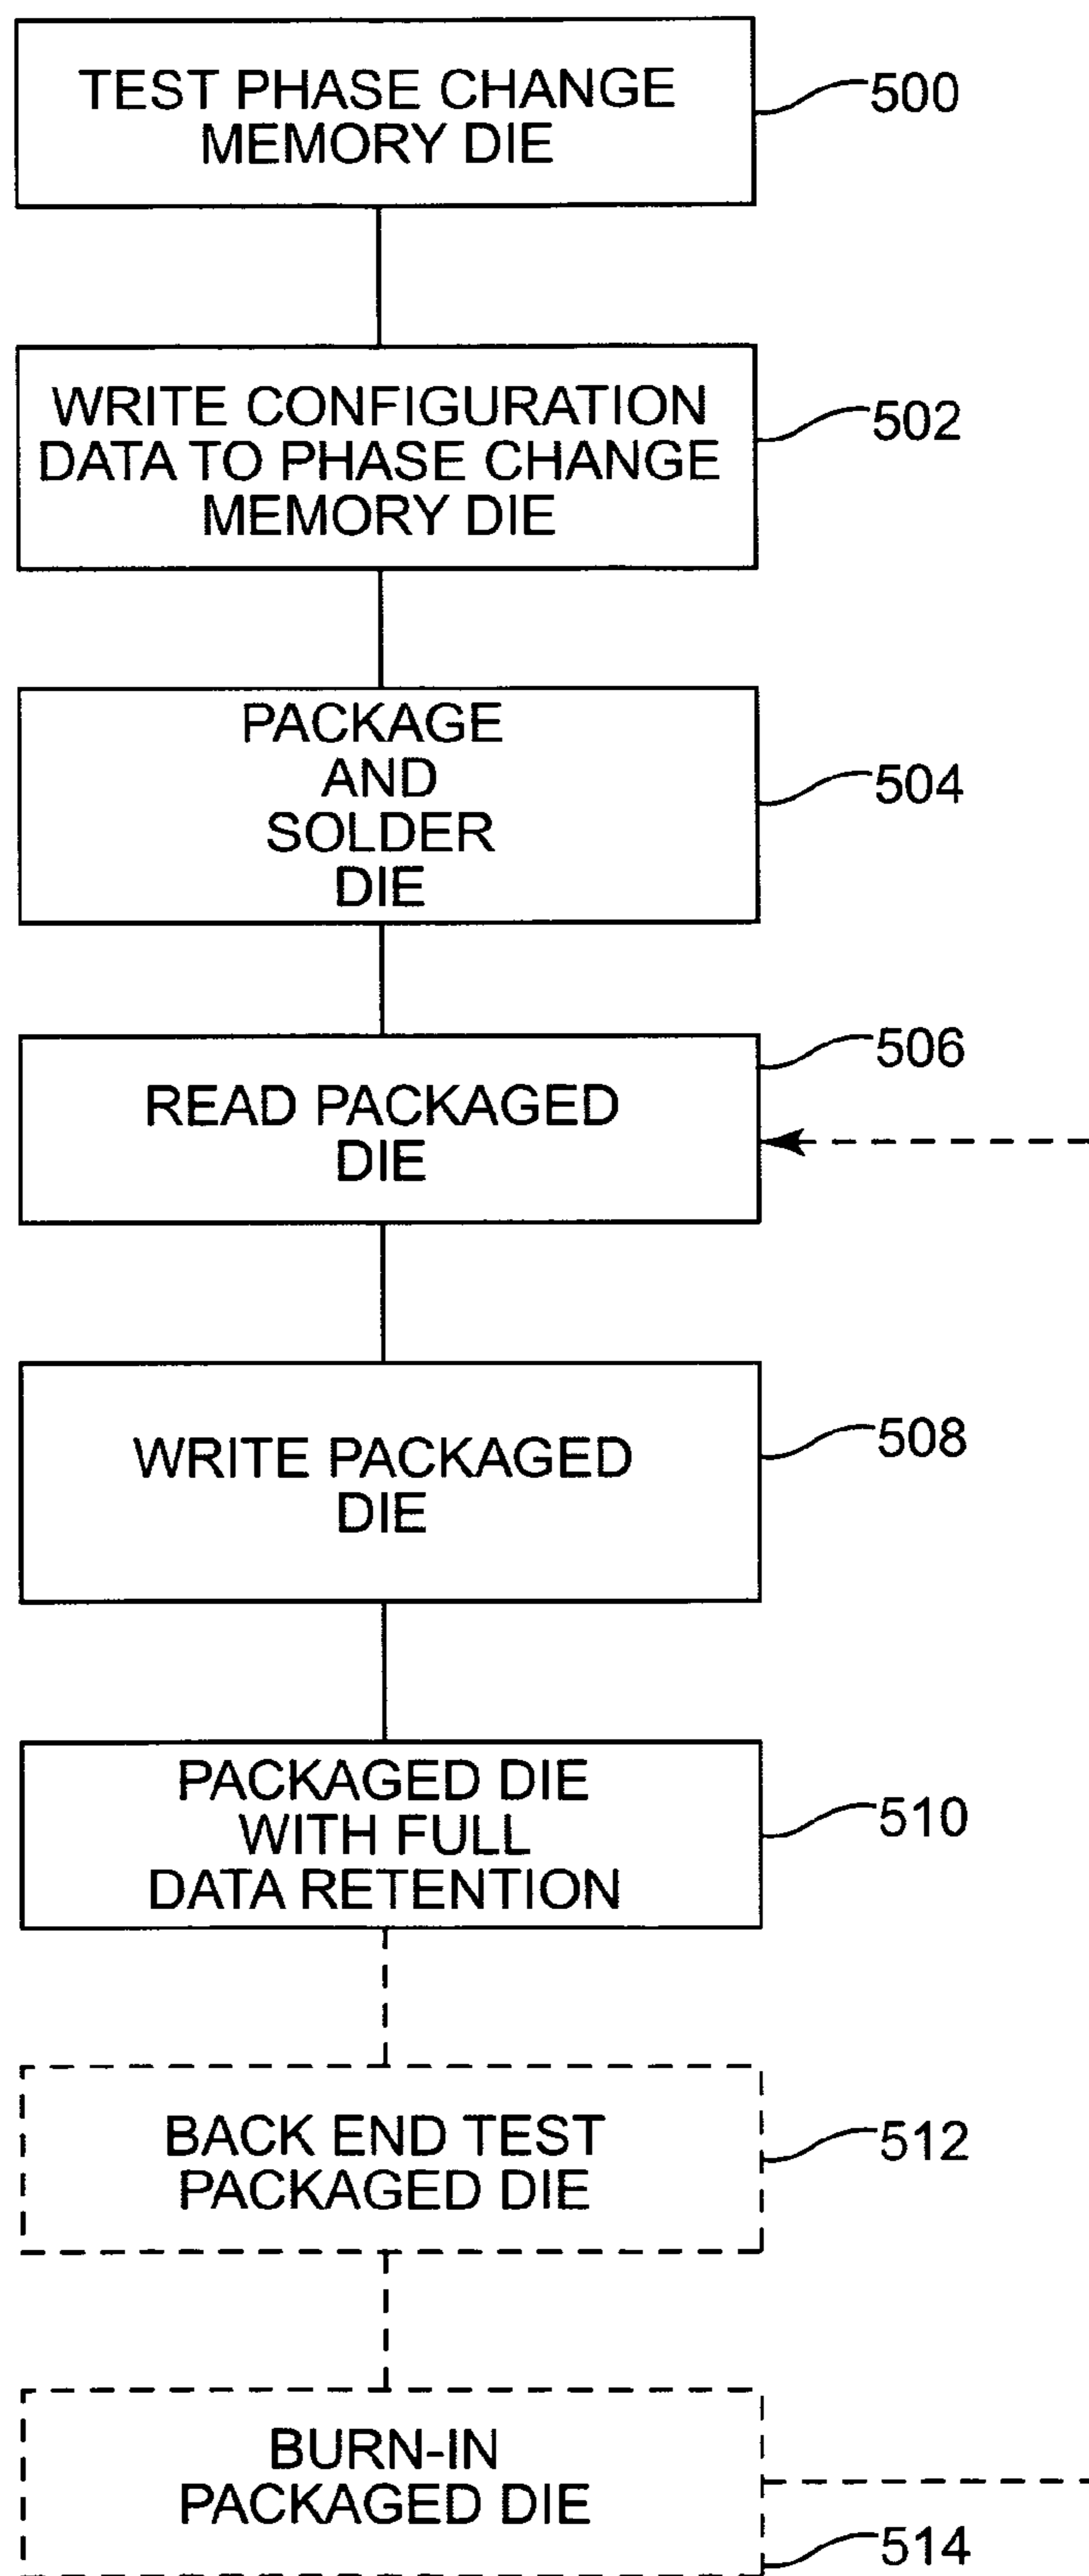 TEST PHASE CHANGE
MEMORY DIE
500
WRITE CONFIGURATION
DATA TO PHASE CHANGE
MEMORY DIE
502
PACKAGE
AND
SOLDER
DIE
504
READ PACKAGED
DIE
506
WRITE PACKAGED
DIE
508
PACKAGED DIE
WITH FULL
DATA RETENTION
510
BACK END TEST
PACKAGED DIE
512
BURN-IN
PACKAGED DIE
514